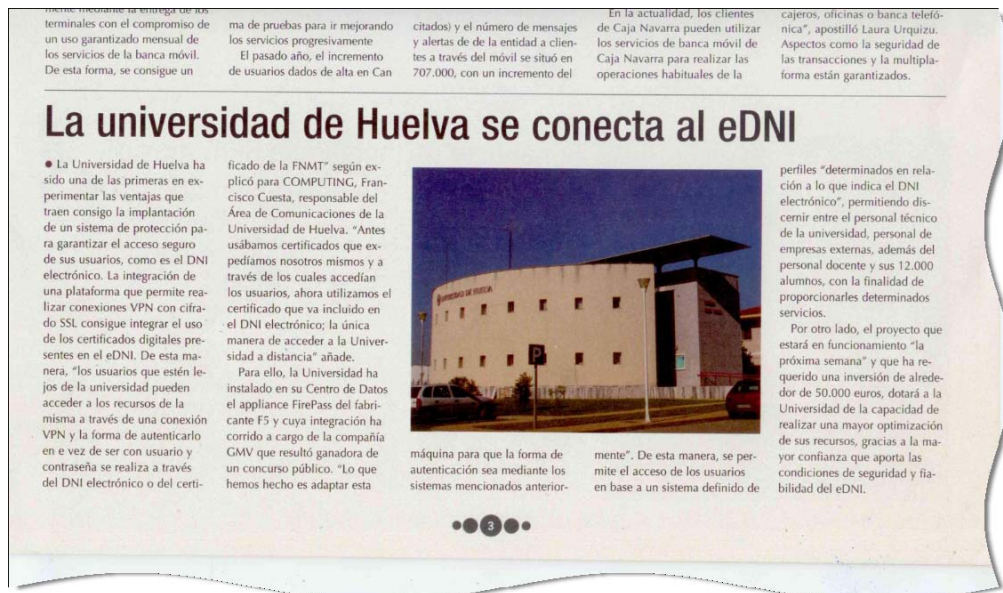 terminales con el compromiso de
un uso garantizado mensual de
los servicios de la banca móvil.
De esta forma, se consigue un
ma de pruebas para ir mejorando
los servicios progresivamente
El pasado año, el incremento
de usuarios dados de alta en Can
citados) y el número de mensajes
y alertas de de la entidad a clien-
tes a través del móvil se situó en
707.000, con un incremento del
En la actualidad, los clientes
de Caja Navarra pueden utilizar
los servicios de banca móvil de
Caja Navarra para realizar las
operaciones habituales de la
cajeros, oficinas o banca telefó-
nica", apostilló Laura Urquizu.
Aspectos como la seguridad de
las transacciones y la multipla-
forma están garantizados.
La universidad de Huelva se conecta al eDNI
● La Universidad de Huelva ha
sido una de las primeras en ex-
perimentar las ventajas que
traen consigo la implantación
de un sistema de protección pa-
ra garantizar el acceso seguro
de sus usuarios, como es el DNI
electrónico. La integración de
una plataforma que permite rea-
lizar conexiones VPN con cifra-
do SSL consigue integrar el uso
de los certificados digitales pre-
sentes en el eDNI. De esta ma-
nera, "los usuarios que estén le-
jos de la universidad pueden
acceder a los recursos de la
misma a través de una conexión
VPN y la forma de autenticarlo
en e vez de ser con usuario y
contraseña se realiza a través
del DNI electrónico o del certi-
ficado de la FNMT" según ex-
plicó para COMPUTING, Fran-
cisco Cuesta, responsable del
Área de Comunicaciones de la
Universidad de Huelva. "Antes
usábamos certificados que ex-
pedíamos nosotros mismos y a
través de los cuales accedían
los usuarios, ahora utilizamos el
certificado que va incluido en
el DNI electrónico; la única
manera de acceder a la Univer-
sidad a distancia" añade.
Para ello, la Universidad ha
instalado en su Centro de Datos
el appliance FirePass del fabri-
cante F5 y cuya integración ha
corrido a cargo de la compañía
GMV que resultó ganadora de
un concurso público. "Lo que
hemos hecho es adaptar esta
UNIVERSIDAD DE HUELVA
P
máquina para que la forma de
autenticación sea mediante los
sistemas mencionados anterior-
mente". De esta manera, se per-
mite el acceso de los usuarios
en base a un sistema definido de
perfiles "determinados en rela-
ción a lo que indica el DNI
electrónico", permitiendo dis-
cernir entre el personal técnico
de la universidad, personal de
empresas externas, además del
personal docente y sus 12.000
alumnos, con la finalidad de
proporcionarles determinados
servicios.
Por otro lado, el proyecto que
estará en funcionamiento "la
próxima semana" y que ha re-
querido una inversión de alrede-
dor de 50.000 euros, dotará a la
Universidad de la capacidad de
realizar una mayor optimización
de sus recursos, gracias a la ma-
yor confianza que aporta las
condiciones de seguridad y fia-
bilidad del eDNI.
3